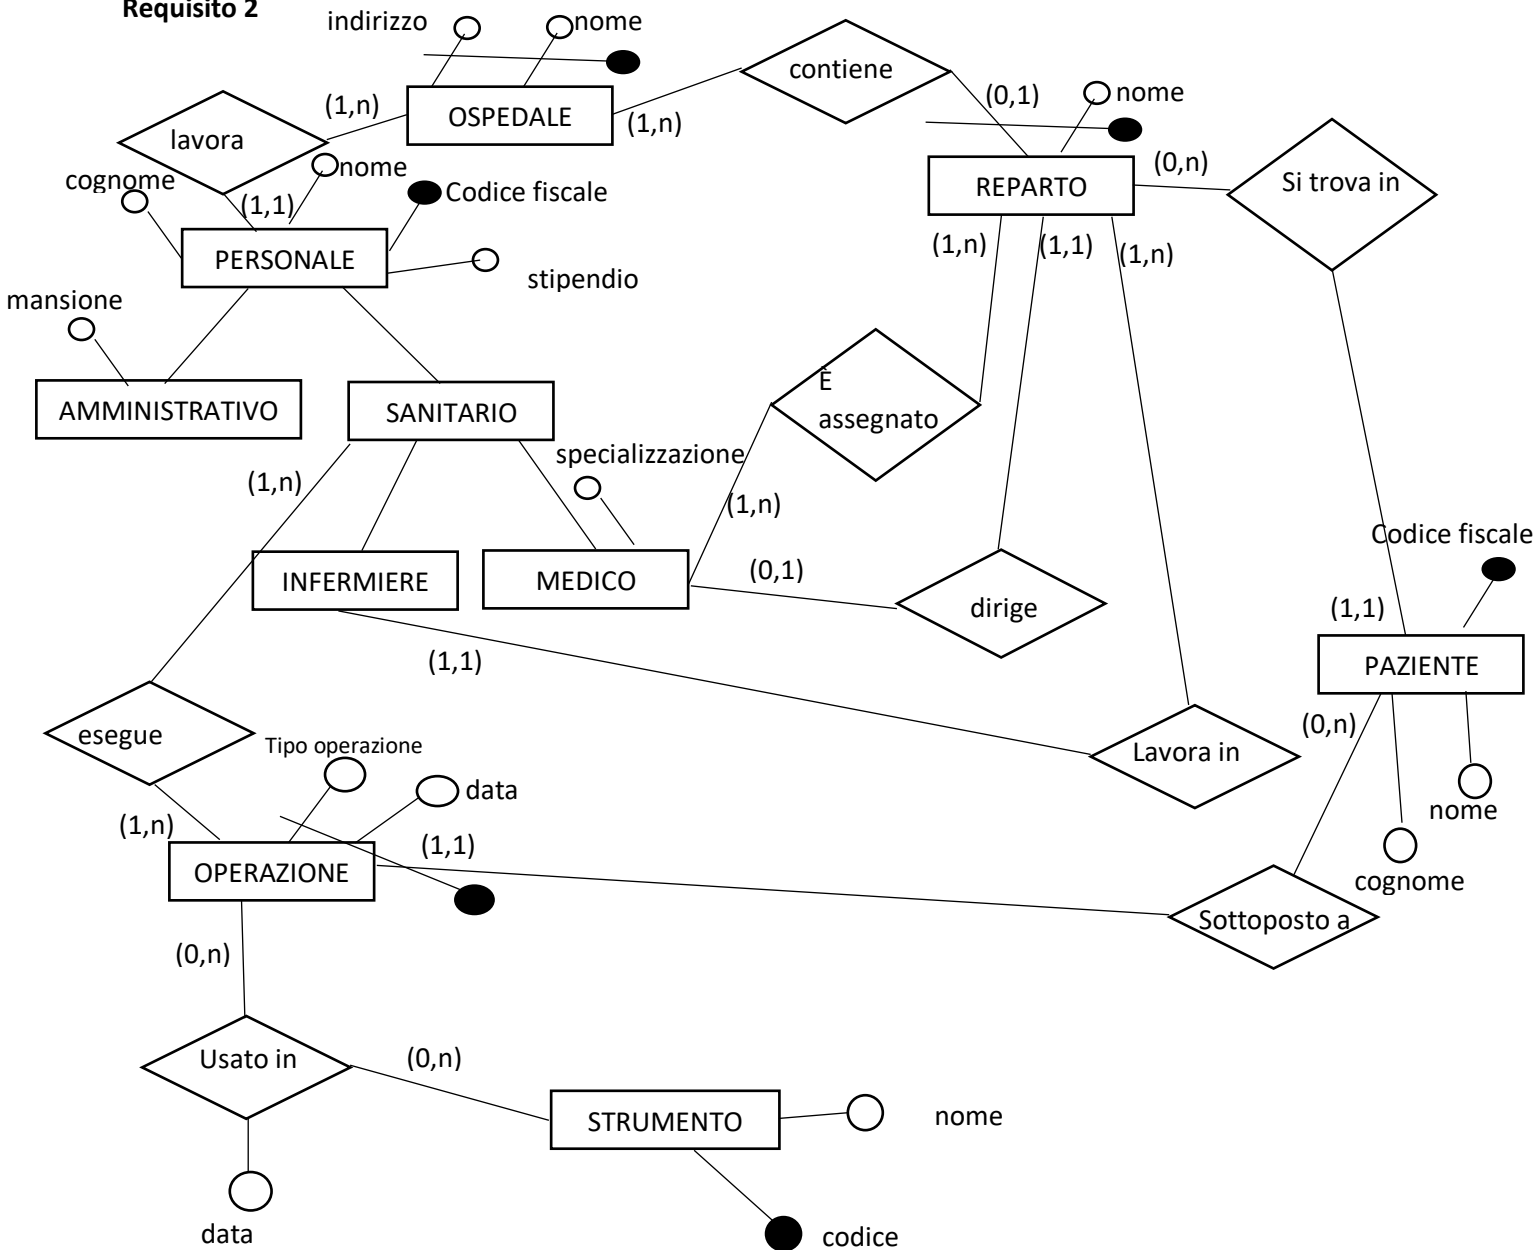 Requisito 2
indirizzo
nome
contiene
(0,1)
nome
(1,n)
OSPEDALE
(1,n)
lavora
cognome
nome
(1,1)
Codice fiscale
REPARTO
(0,n)
Si trova in
PERSONALE
stipendio
(1,n)
(1,1)
(1,n)
mansione
AMMINISTRATIVO
SANITARIO
È
assegnato
specializzazione
(1,n)
(1,n)
Codice fiscale
INFERMIERE
MEDICO
(0,1)
dirige
(1,1)
(1,1)
PAZIENTE
esegue
Tipo operazione
data
Lavora in
(0,n)
nome
(1,n)
(1,1)
OPERAZIONE
cognome
Sottoposto a
(0,n)
Usato in
(0,n)
STRUMENTO
nome
data
codice